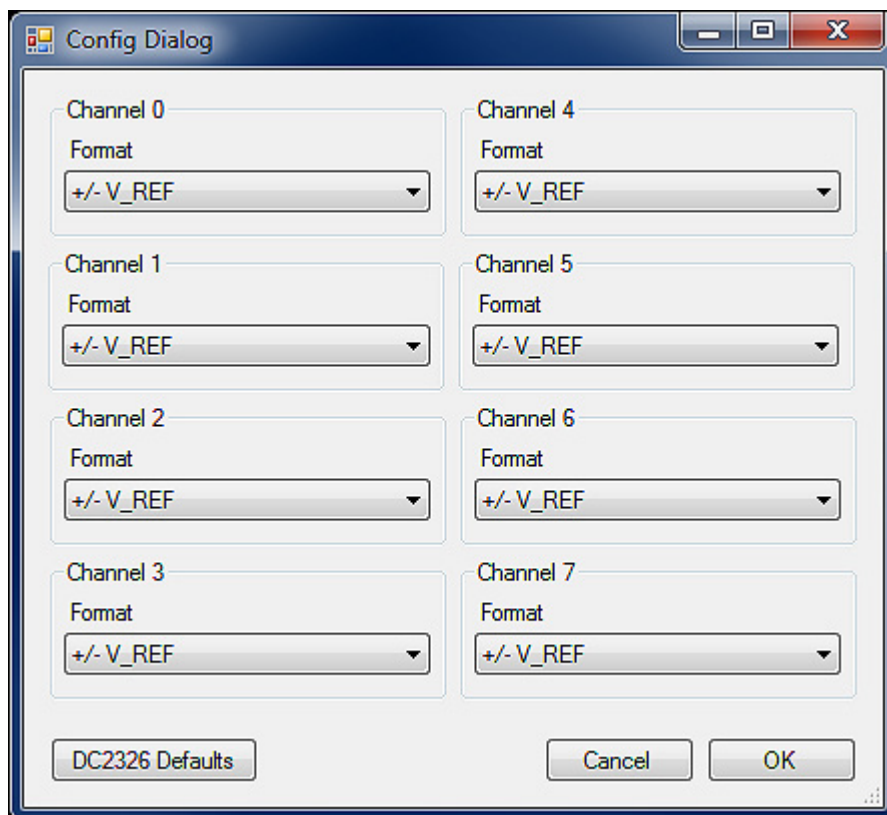 Config Dialog
Channel 0
Format
+/- V_REF
Channel 4
Format
+/- V_REF
Channel 1
Format
+/- V_REF
Channel 5
Format
+/- V_REF
Channel 2
Format
+/- V_REF
Channel 6
Format
+/- V_REF
Channel 3
Format
+/- V_REF
Channel 7
Format
+/- V_REF
DC2326 Defaults
Cancel
OK